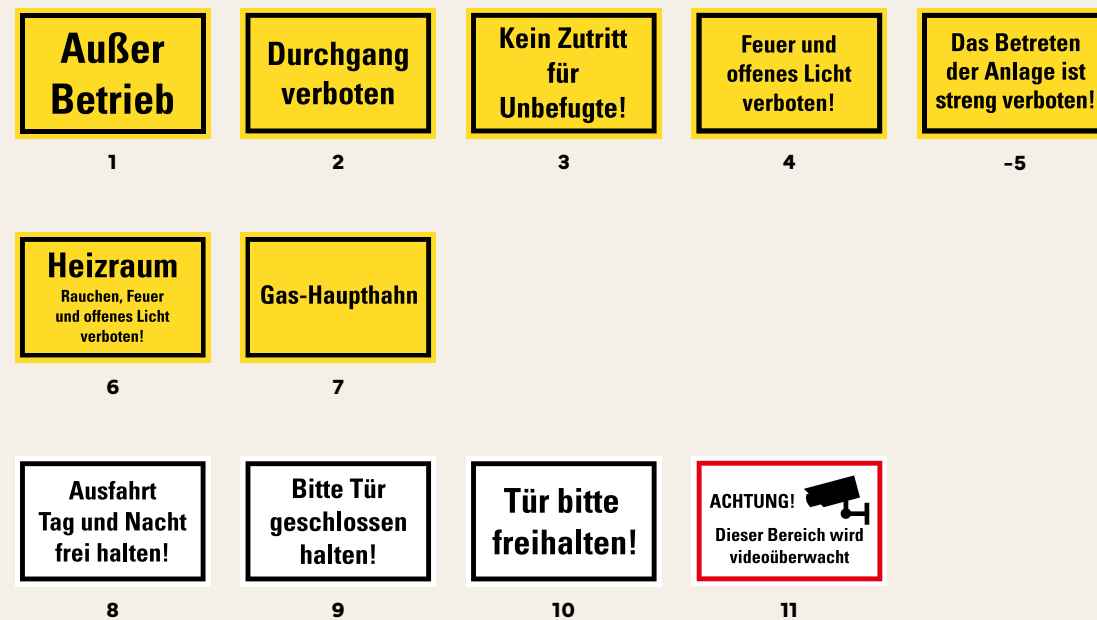 Außer
Betrieb
1
Durchgang
verboten
2
Kein Zutritt
für
Unbefugte!
3
Feuer und
offenes Licht
verboten!
4
Das Betreten
der Anlage ist
streng verboten!
-5
Heizraum
Rauchen, Feuer
und offenes Licht
verboten!
6
Gas-Haupthahn
7
Ausfahrt
Tag und Nacht
frei halten!
8
Bitte Tür
geschlossen
halten!
9
Tür bitte
freihalten!
10
ACHTUNG!
Dieser Bereich wird
videoüberwacht
11